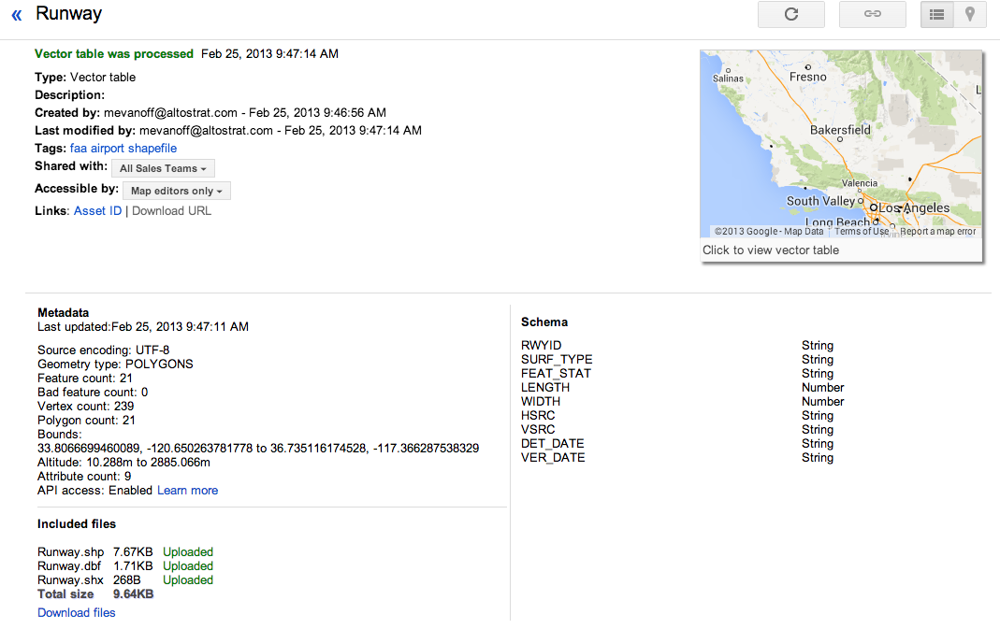 « Runway
Vector table was processed Feb 25, 2013 9:47:14 AM
Type: Vector table
Description:
Created by: mevanoff@altostrat.com - Feb 25, 2013 9:46:56 AM
Last modified by: mevanoff@altostrat.com - Feb 25, 2013 9:47:14 AM
Tags: faa airport shapefile
Shared with: All Sales Teams
Accessible by: Map editors only
Links: Asset ID | Download URL
Salinas
Fresno
L
Bakersfield
Valencia
South Valley
Los Angeles
Long Beach
©2013 Google - Map Data Terms of Use Report a map error
Click to view vector table
Metadata
Last updated:Feb 25, 2013 9:47:11 AM
Source encoding: UTF-8
Geometry type: POLYGONS
Feature count: 21
Bad feature count: 0
Vertex count: 239
Polygon count: 21
Bounds:
33.8066699460089, -120.650263781778 to 36.735116174528, -117.366287538329
Altitude: 10.288m to 2885.066m
Attribute count: 9
API access: Enabled Learn more
Included files
Runway.shp 7.67KB Uploaded
Runway.dbf 1.71KB Uploaded
Runway.shx 268B Uploaded
Total size 9.64KB
Download files
Schema
RWYID String
SURF_TYPE String
FEAT_STAT String
LENGTH Number
WIDTH Number
HSRC String
VSRC String
DET_DATE String
VER_DATE String